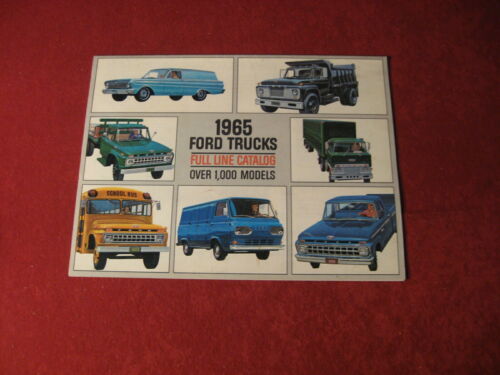 1965
FORD TRUCKS
FULL LINE CATALOG
OVER 1,000 MODELS
SCHOOL BUS